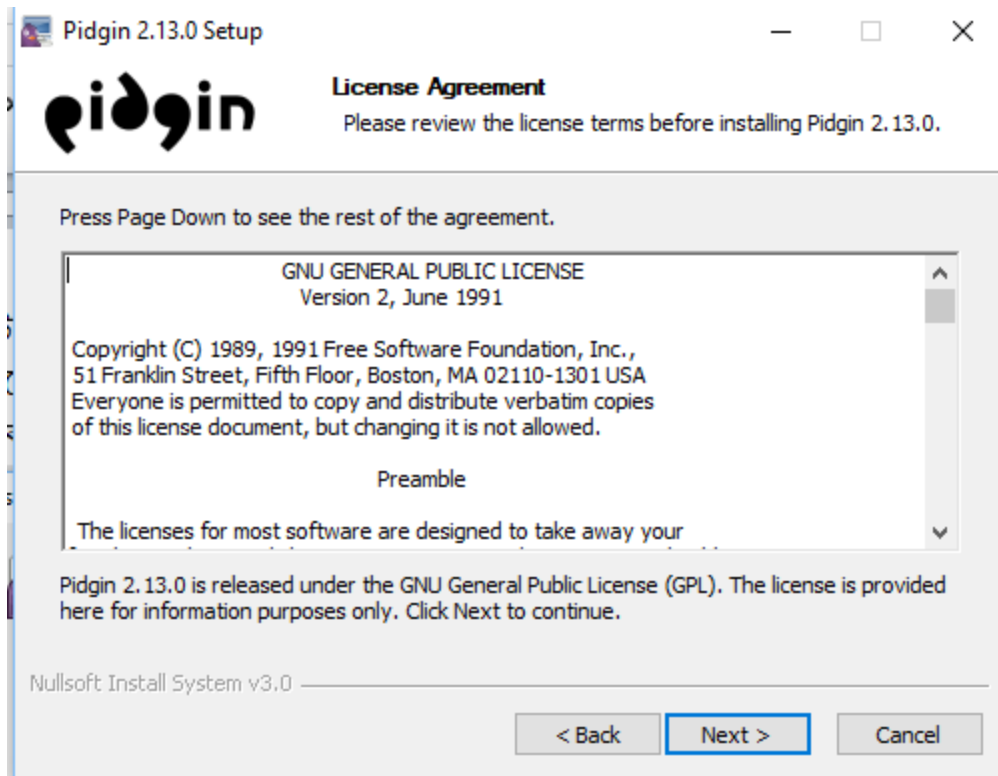 Pidgin 2.13.0 Setup
pidgin
License Agreement
Please review the license terms before installing Pidgin 2.13.0.
Press Page Down to see the rest of the agreement.
GNU GENERAL PUBLIC LICENSE
Version 2, June 1991
Copyright (C) 1989, 1991 Free Software Foundation, Inc.,
51 Franklin Street, Fifth Floor, Boston, MA 02110-1301 USA
Everyone is permitted to copy and distribute verbatim copies
of this license document, but changing it is not allowed.
Preamble
The licenses for most software are designed to take away your
Pidgin 2.13.0 is released under the GNU General Public License (GPL). The license is provided
here for information purposes only. Click Next to continue.
Nullsoft Install System v3.0
< Back
Next >
Cancel